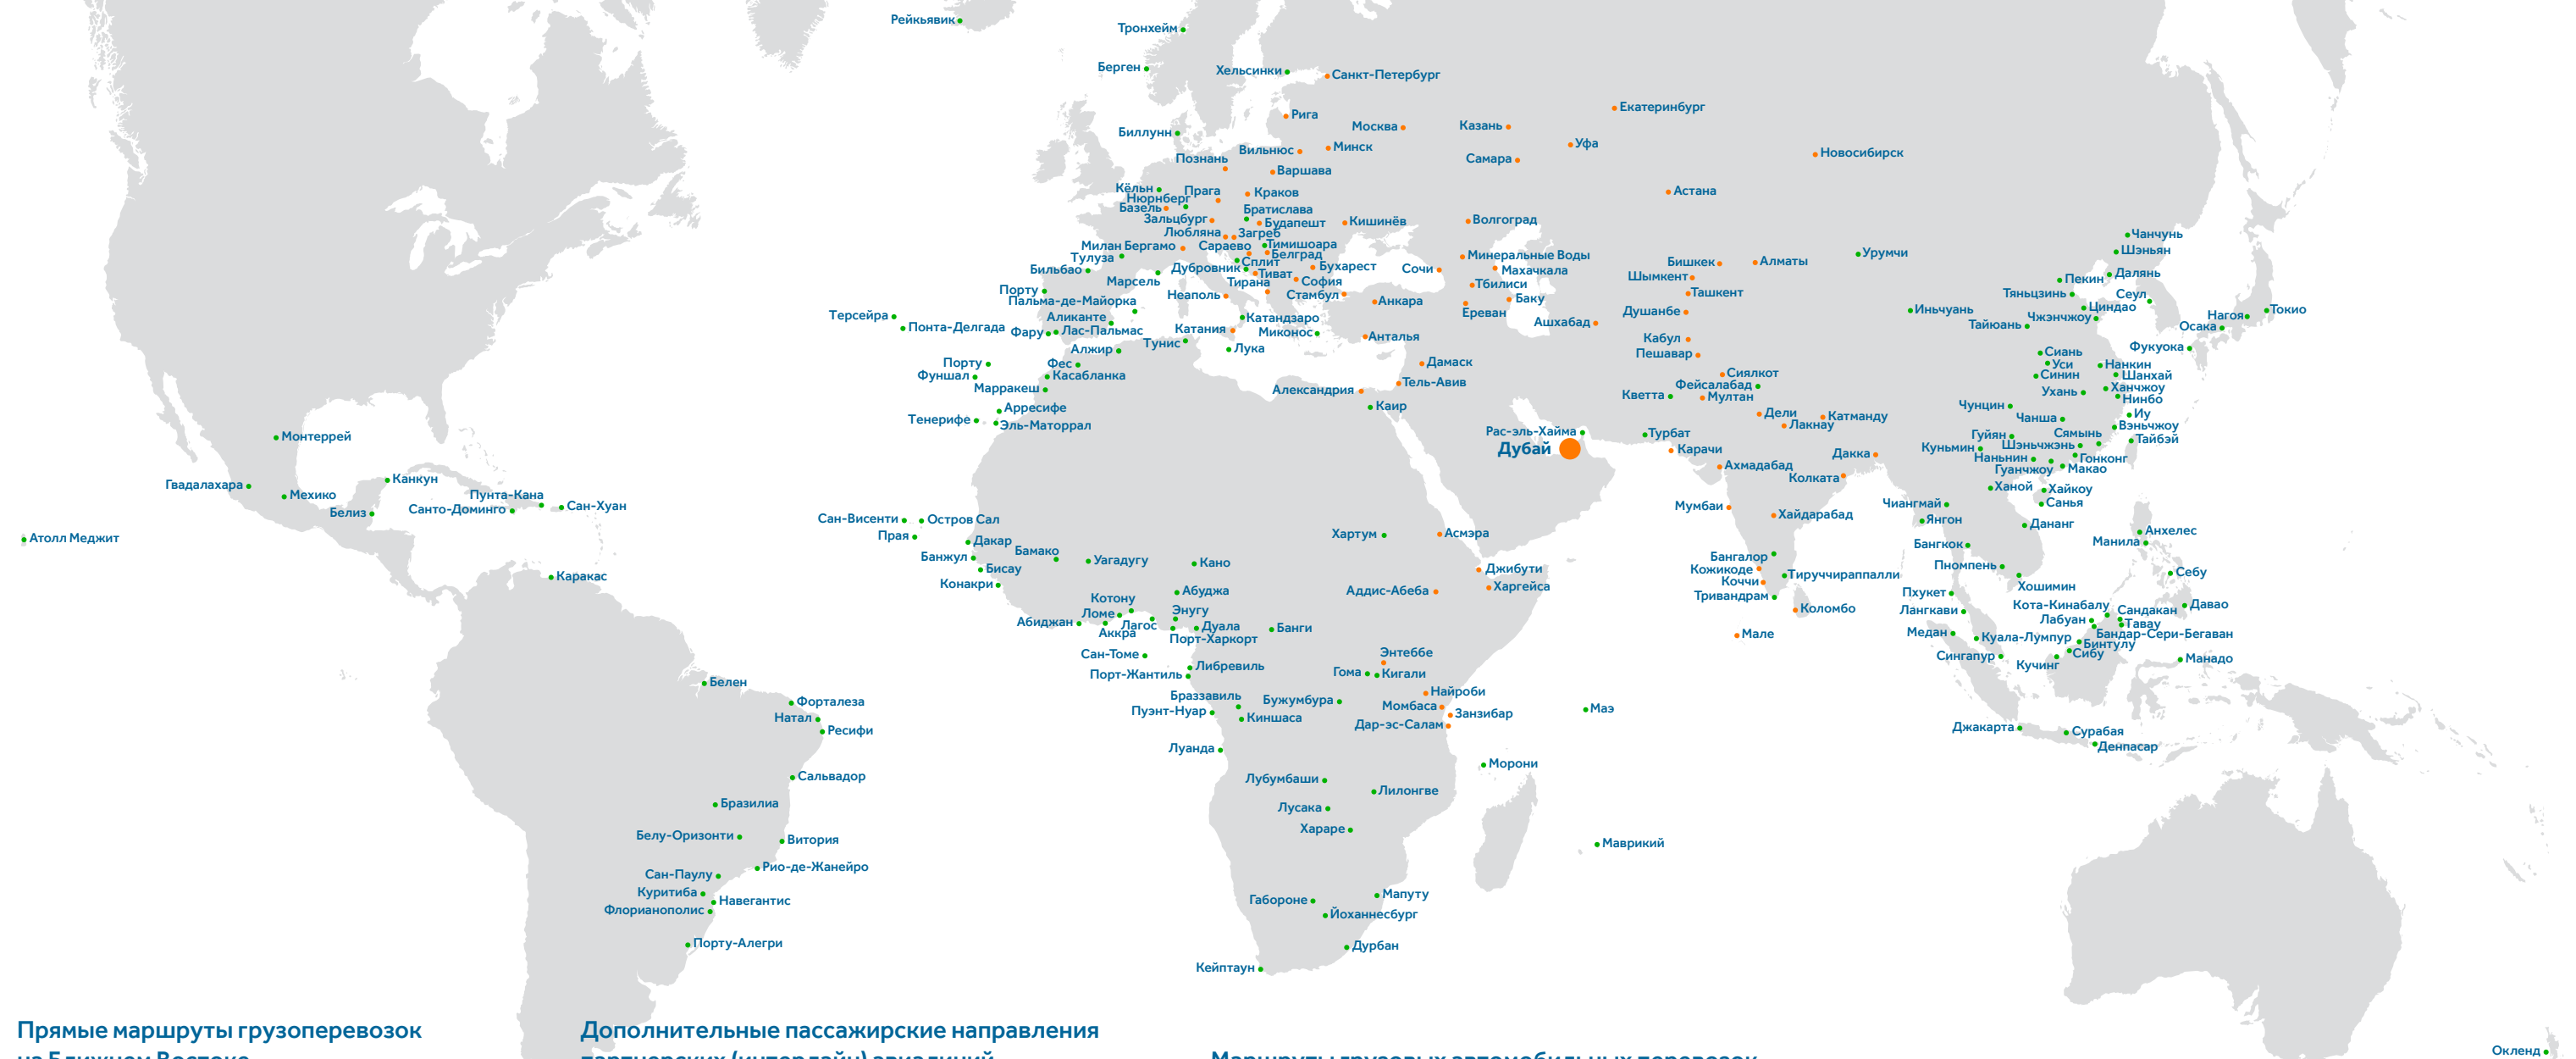 Рейкьявик
Тронхейм
Берген
Хельсинки
Санкт-Петербург
Екатеринбург
Рига
Москва
Казань
Биллунн
Вильнюс
Минск
Уфа
Познань
Самара
Новосибирск
Варшава
Кёльн
Прага
Краков
Астана
Нюрнберг
Базель
Братислава
Зальцбург
Будапешт
Кишинёв
Волгоград
Любляна
Загреб
Чанчунь
Милан Бергамо
Сараево
Тимишоара
Шэньян
Тулуза
Белград
Минеральные Воды
Урумчи
Сплит
Бишкек
Алматы
Бильбао
Дубровник
Бухарест
Сочи
Махачкала
Тиват
Далянь
Марсель
Тирана
София
Шымкент
Пекин
Тбилиси
Порту
Неаполь
Стамбул
Ташкент
Тяньцзинь
Сеул
Пальма-де-Майорка
Анкара
Баку
Циндао
Терсейра
Аликанте
Катандзаро
Ереван
Душанбе
Иньчуань
Чжэнчжоу
Нагоя
Токио
Понта-Делгада
Фару
Лас-Пальмас
Катания
Миконос
Ашхабад
Тайюань
Осака
Тунис
Анталья
Кабул
Алжир
Лука
Пешавар
Сиань
Фукуока
Порту
Фес
Дамаск
Уси
Нанкин
Фуншал
Касабланка
Сиялкот
Синин
Шанхай
Марракеш
Александрия
Тель-Авив
Фейсалабад
Ханчжоу
Кветта
Мултан
Ухань
Нинбо
Арресифе
Каир
Чунцин
Иу
Тенерифе
Эль-Маторрал
Дели
Катманду
Чанша
Лакнау
Вэньчжоу
Рас-эль-Хайма
Турбат
Гуйян
Сямынь
Тайбэй
Монтеррей
Дубай
Карачи
Куньмин
Шэньчжэнь
Дакка
Наньнин
Гонконг
Ахмадабад
Гуанчжоу
Макао
Канкун
Колката
Гвадалахара
Ханой
Хайкоу
Мехико
Пунта-Кана
Санья
Белиз
Санто-Доминго
Сан-Хуан
Мумбаи
Чиангмай
Хайдарабад
Янгон
Сан-Висенти
Остров Сал
Дананг
Атолл Меджит
Прая
Дакар
Хартум
Асмэра
Анхелес
Манила
Бамако
Бангкок
Банжул
Уагадугу
Кано
Бангалор
Бисау
Джибути
Кожикоде
Пномпень
Себу
Каракас
Конакри
Коччи
Тируччираппалли
Хошимин
Абуджа
Аддис-Абеба
Харгейса
Тривандрам
Пхукет
Котону
Коломбо
Лангкави
Кота-Кинабалу
Сандакан
Давао
Ломе
Энугу
Абиджан
Лагос
Дуала
Банги
Лабуан
Тавау
Аккра
Порт-Харкорт
Мале
Медан
Куала-Лумпур
Бандар-Сери-Бегаван
Бинтулу
Сан-Томе
Энтеббе
Сингапур
Сибу
Манадо
Либревиль
Кучинг
Порт-Жантиль
Гома
Кигали
Белен
Браззавиль
Бужумбура
Найроби
Форталеза
Момбаса
Маэ
Пуэнт-Нуар
Занзибар
Натал
Киншаса
Дар-эс-Салам
Ресифи
Джакарта
Сурабая
Луанда
Денпасар
Морони
Сальвадор
Лубумбаши
Лилонгве
Бразилиа
Лусака
Хараре
Белу-Оризонти
Витория
Маврикий
Рио-де-Жанейро
Сан-Паулу
Куритиба
Мапуту
Навегантис
Габороне
Флорианополис
Йоханнесбург
Порту-Алегри
Дурбан
Кейптаун
Прямые маршруты грузоперевозок
на Ближнем Востоке
Дополнительные пассажирские направления
партнерских (интерлайн) авиалиний
Маршруты грузовых автомобильных перевозок
Окленд